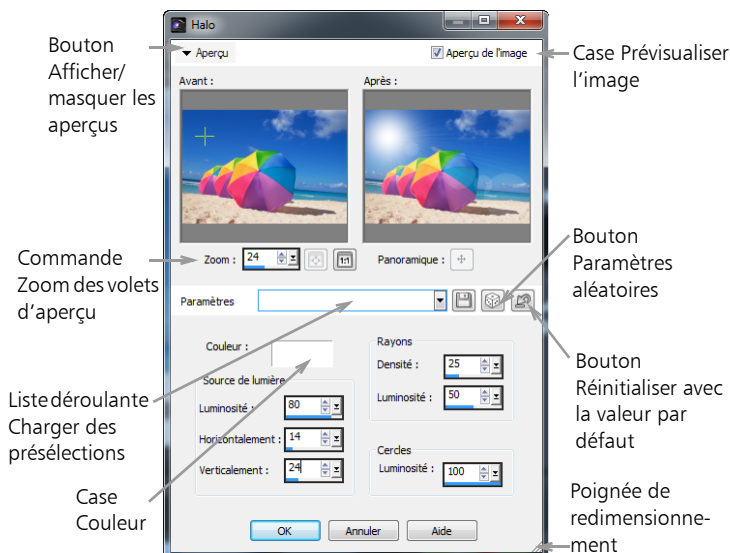 Halo
Bouton
Afficher/
masquer les
aperçus
Aperçu
Aperçu de l'image
Case Prévisualiser
l'image
Avant :
Après :
Commande
Zoom des volets
d'aperçu
Zoom :
24
1:1
Panoramique :
Bouton
Paramètres
aléatoires
Paramètres
Couleur :
Rayons
Densité :
25
Luminosité :
50
Source de lumière
Luminosité :
80
Horizontalement :
14
Verticalement :
24
Cercles
Luminosité :
100
Liste déroulante
Charger des
présélections
Bouton
Réinitialiser avec
la valeur par
défaut
Case
Couleur
Poignée de
redimensionne-
ment
OK
Annuler
Aide